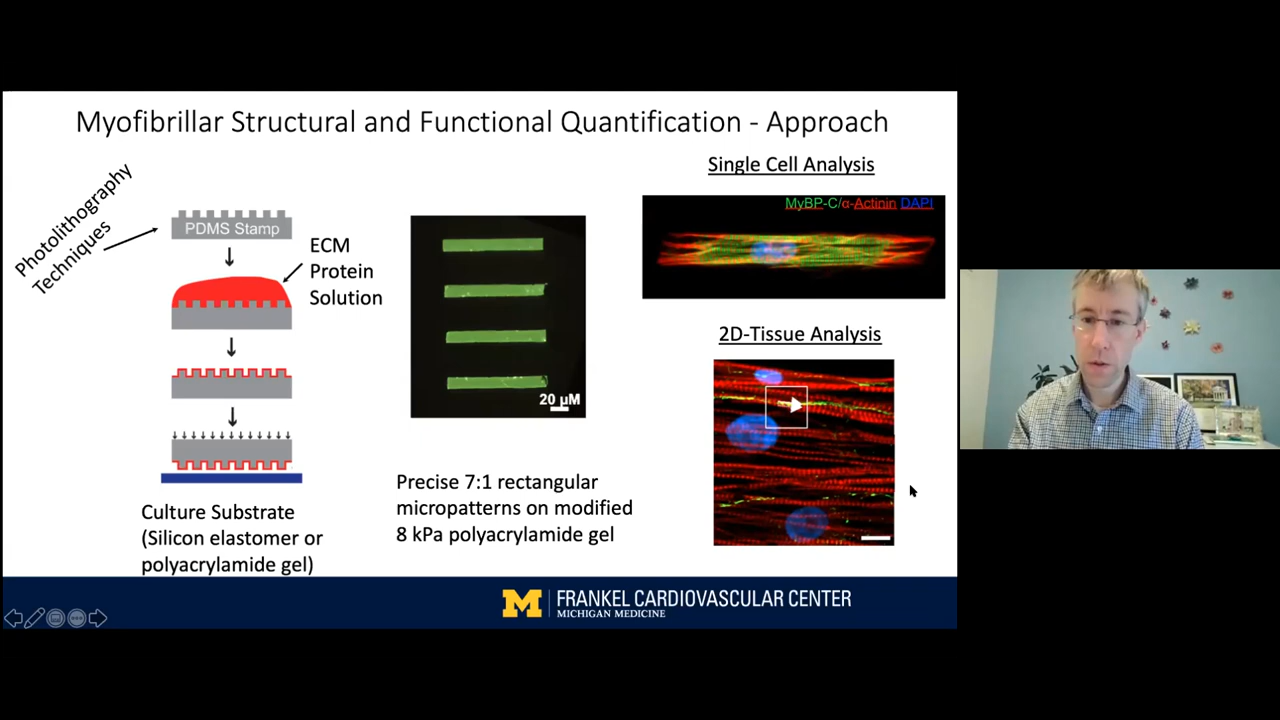 Myofibrillar Structural and Functional Quantification - Approach
Photolithography
Techniques
PDMS Stamp
ECM
Protein
Solution
Culture Substrate
(Silicon elastomer or
polyacrylamide gel)
20 µM
Precise 7:1 rectangular
micropatterns on modified
8 kPa polyacrylamide gel
Single Cell Analysis
MyBP-C/α-Actinin DAPI
2D-Tissue Analysis
M
FRANKEL CARDIOVASCULAR CENTER
MICHIGAN MEDICINE